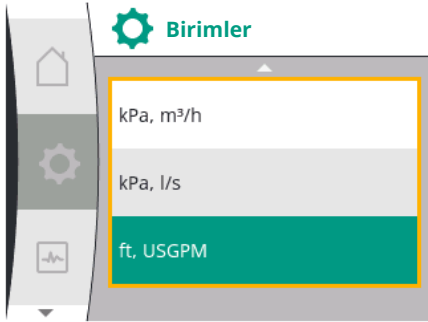 Birimler
kPa, m³/h
kPa, l/s
ft, USGPM